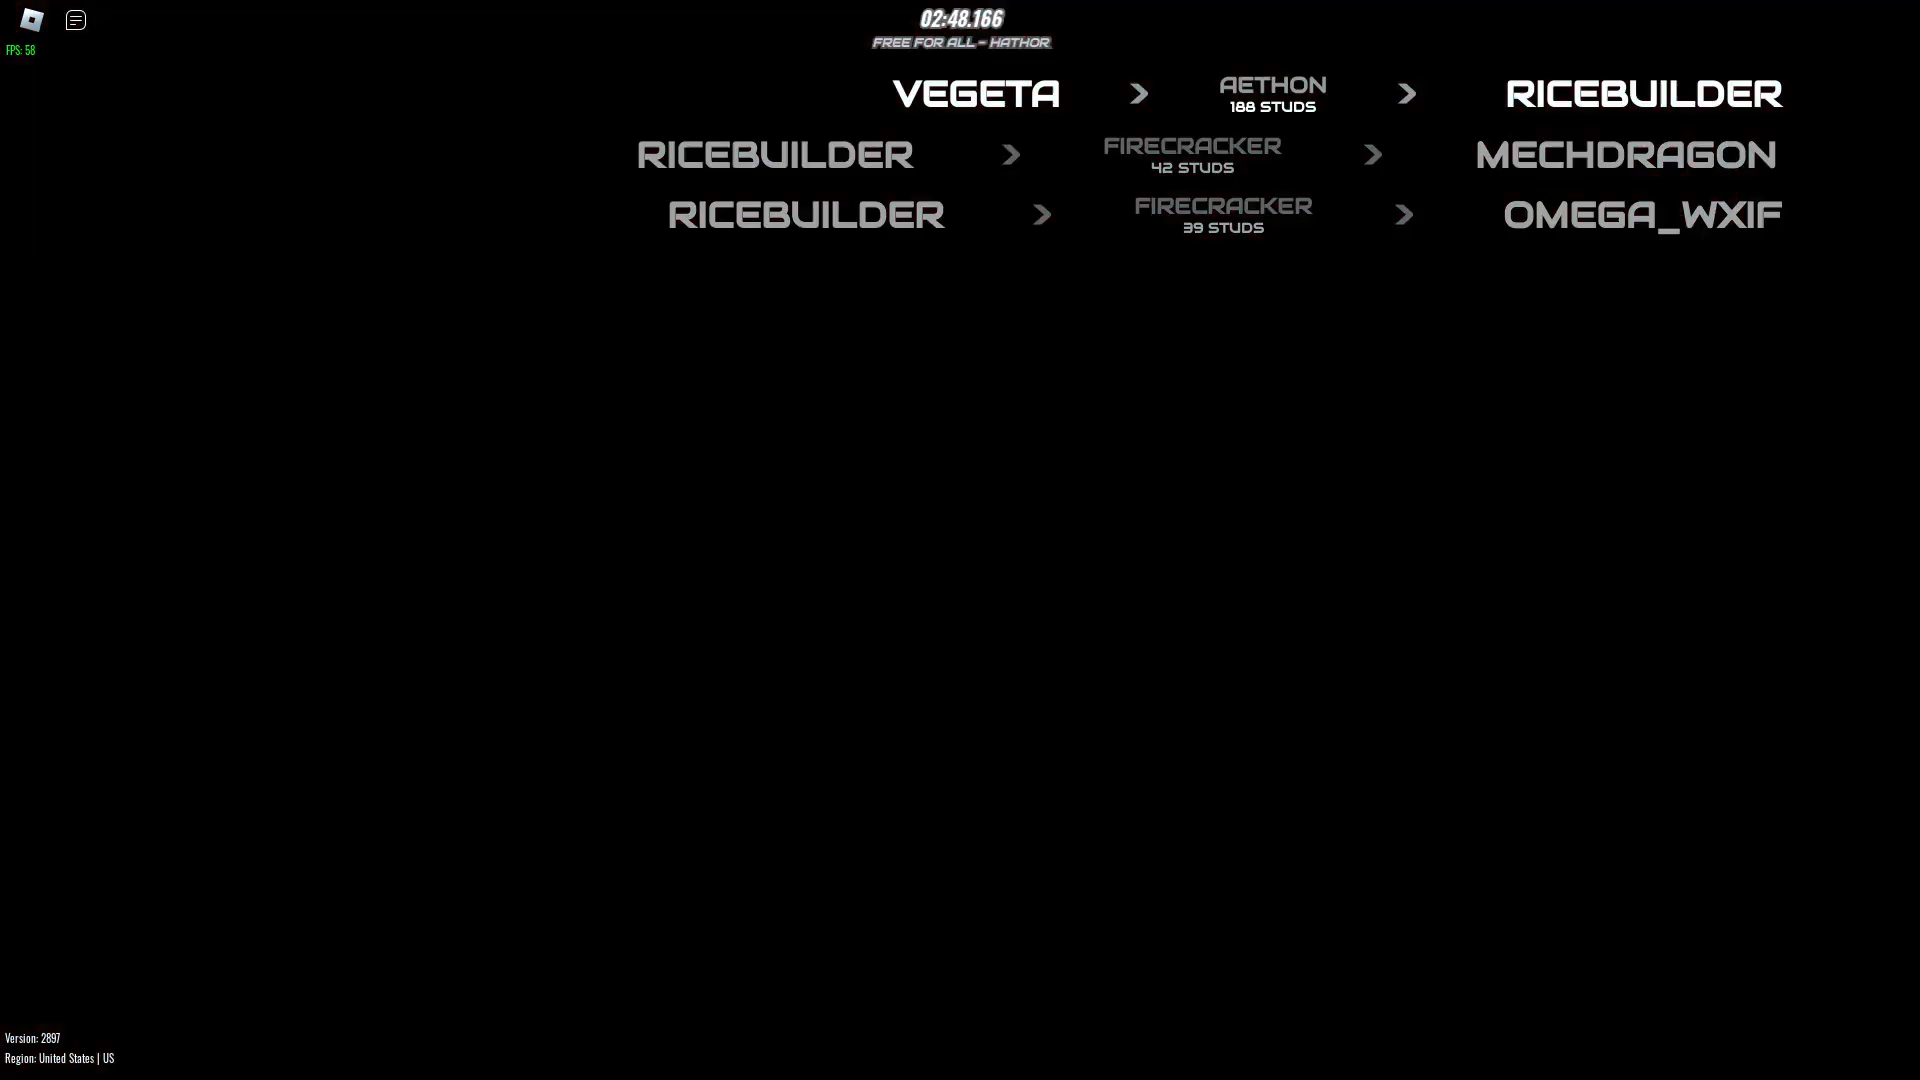 02:48.166
FREE FOR ALL - HATHOR
FPS: 58
VEGETA > AETHON > RICEBUILDER
188 STUDS
RICEBUILDER > FIRECRACKER > MECHDRAGON
42 STUDS
RICEBUILDER > FIRECRACKER > OMEGA_WXIF
39 STUDS
Version: 2897
Region: United States | US